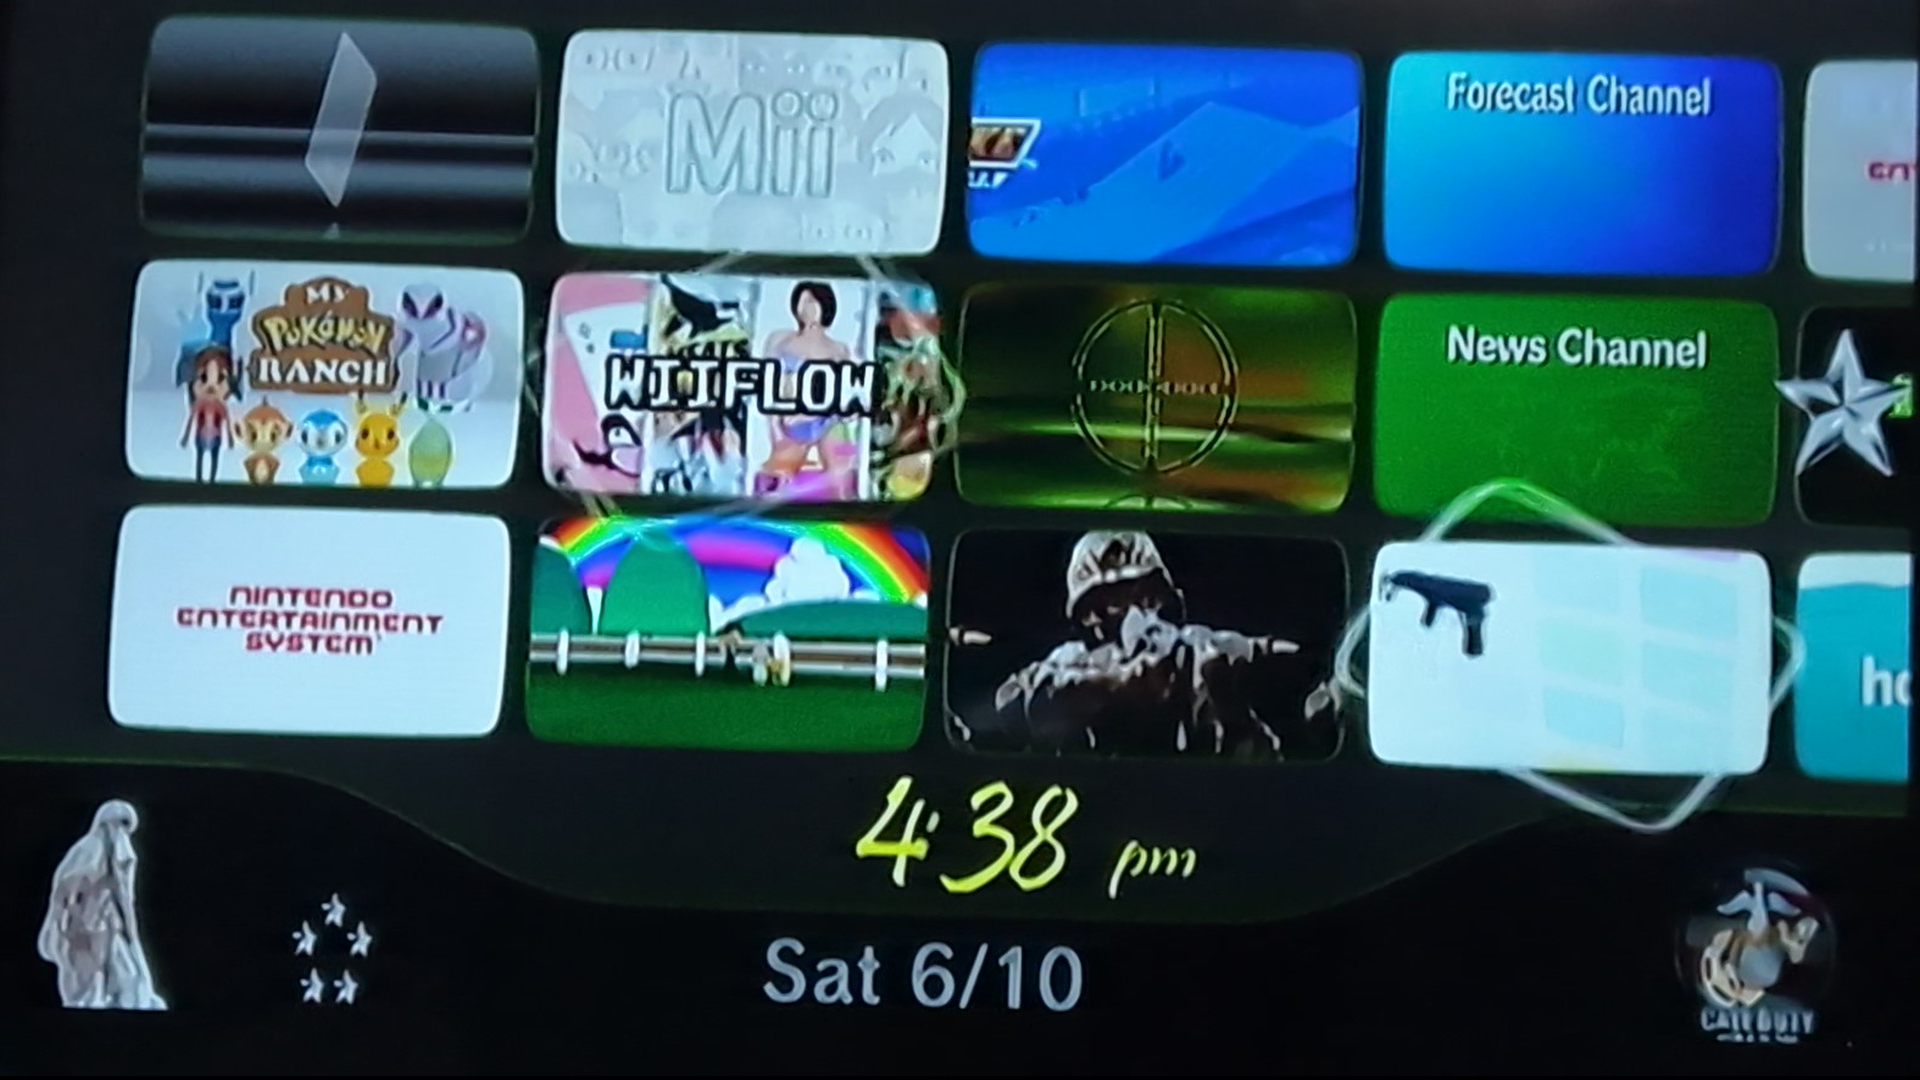 Mii
Forecast Channel
MY
POKéMON
RANCH
WIIFLOW
News Channel
NINTENDO
ENTERTAINMENT
SYSTEM
4:38 pm
Sat 6/10
CALL OF DUTY